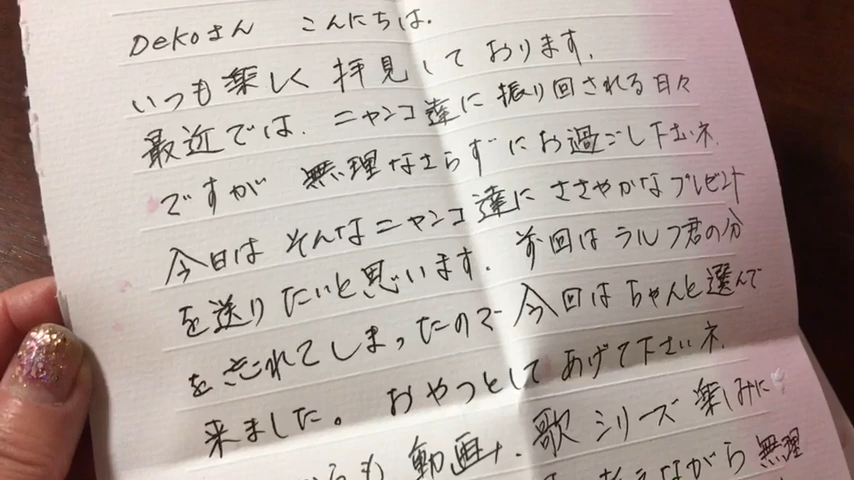 Dekoさん こんにちは.
いつも楽しく 拝見して おります.
最近では. ニャンコ達に 振り回される日々
ですが 無理なさらずにお過ごし下さいネ.
今日は そんなニャンコ達に ささやかなプレゼント
を送りたいと思います. 前回は ラルフ君の分
を忘れてしまったので 今回は ちゃんと選んで
来ました。 おやつとして あげて下さいネ.
らも 動画や. 歌シリーズ 楽しみに
ながら 無理